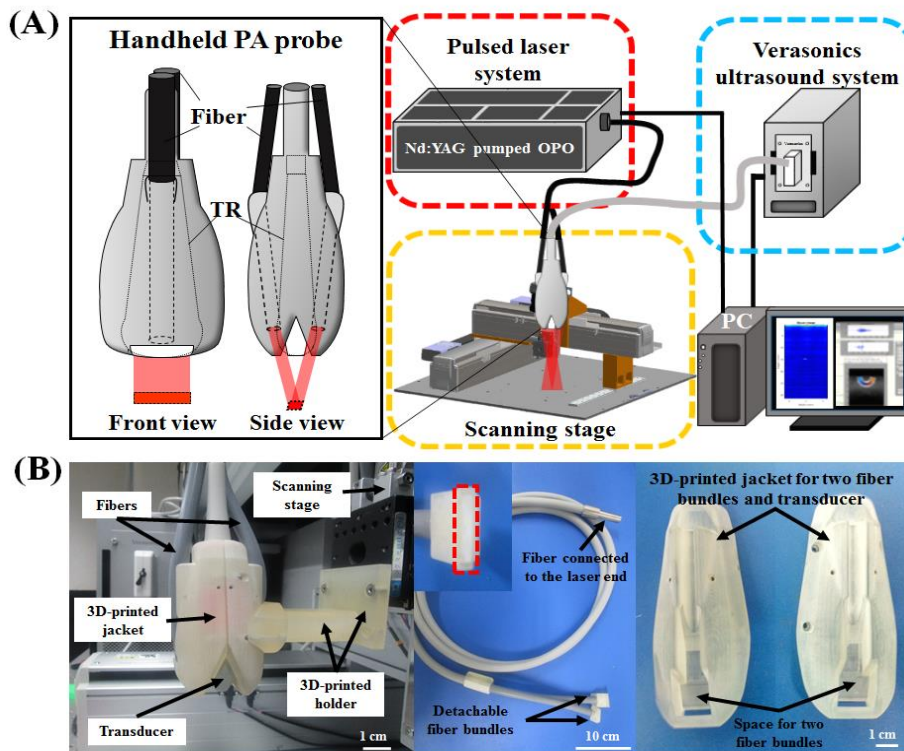 (A)
Handheld PA probe
Fiber
TR
Front view
Side view
Pulsed laser
system
Nd:YAG pumped OPO
Verasonics
ultrasound system
Verasonics
Scanning stage
PC
(B)
Fibers
Scanning
stage
3D-printed
jacket
3D-printed
holder
Transducer
1 cm
Fiber connected
to the laser end
Detachable
fiber bundles
10 cm
3D-printed jacket for two fiber
bundles and transducer
Space for two
fiber bundles
1 cm